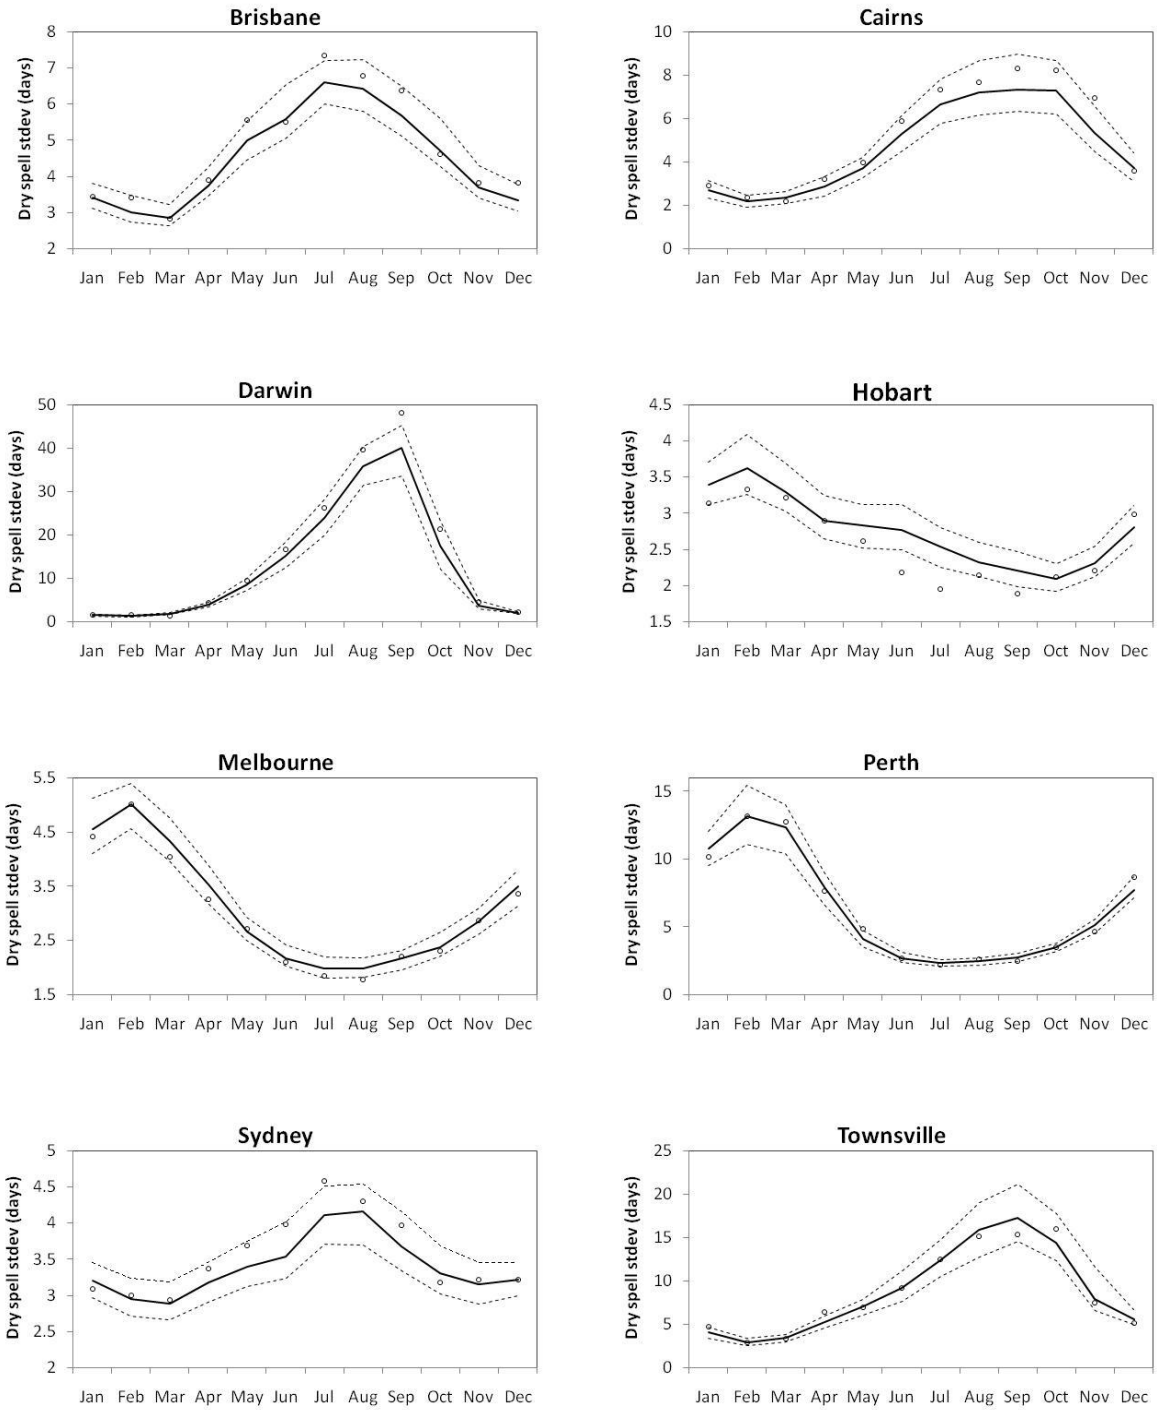 Brisbane
Dry spell stdev (days)
8
7
6
5
4
3
2
Jan Feb Mar Apr May Jun Jul Aug Sep Oct Nov Dec
Cairns
Dry spell stdev (days)
10
8
6
4
2
0
Jan Feb Mar Apr May Jun Jul Aug Sep Oct Nov Dec
Darwin
Dry spell stdev (days)
50
40
30
20
10
0
Jan Feb Mar Apr May Jun Jul Aug Sep Oct Nov Dec
Hobart
Dry spell stdev (days)
4.5
4
3.5
3
2.5
2
1.5
Jan Feb Mar Apr May Jun Jul Aug Sep Oct Nov Dec
Melbourne
Dry spell stdev (days)
5.5
4.5
3.5
2.5
1.5
Jan Feb Mar Apr May Jun Jul Aug Sep Oct Nov Dec
Perth
Dry spell stdev (days)
15
10
5
0
Jan Feb Mar Apr May Jun Jul Aug Sep Oct Nov Dec
Sydney
Dry spell stdev (days)
5
4.5
4
3.5
3
2.5
2
Jan Feb Mar Apr May Jun Jul Aug Sep Oct Nov Dec
Townsville
Dry spell stdev (days)
25
20
15
10
5
0
Jan Feb Mar Apr May Jun Jul Aug Sep Oct Nov Dec